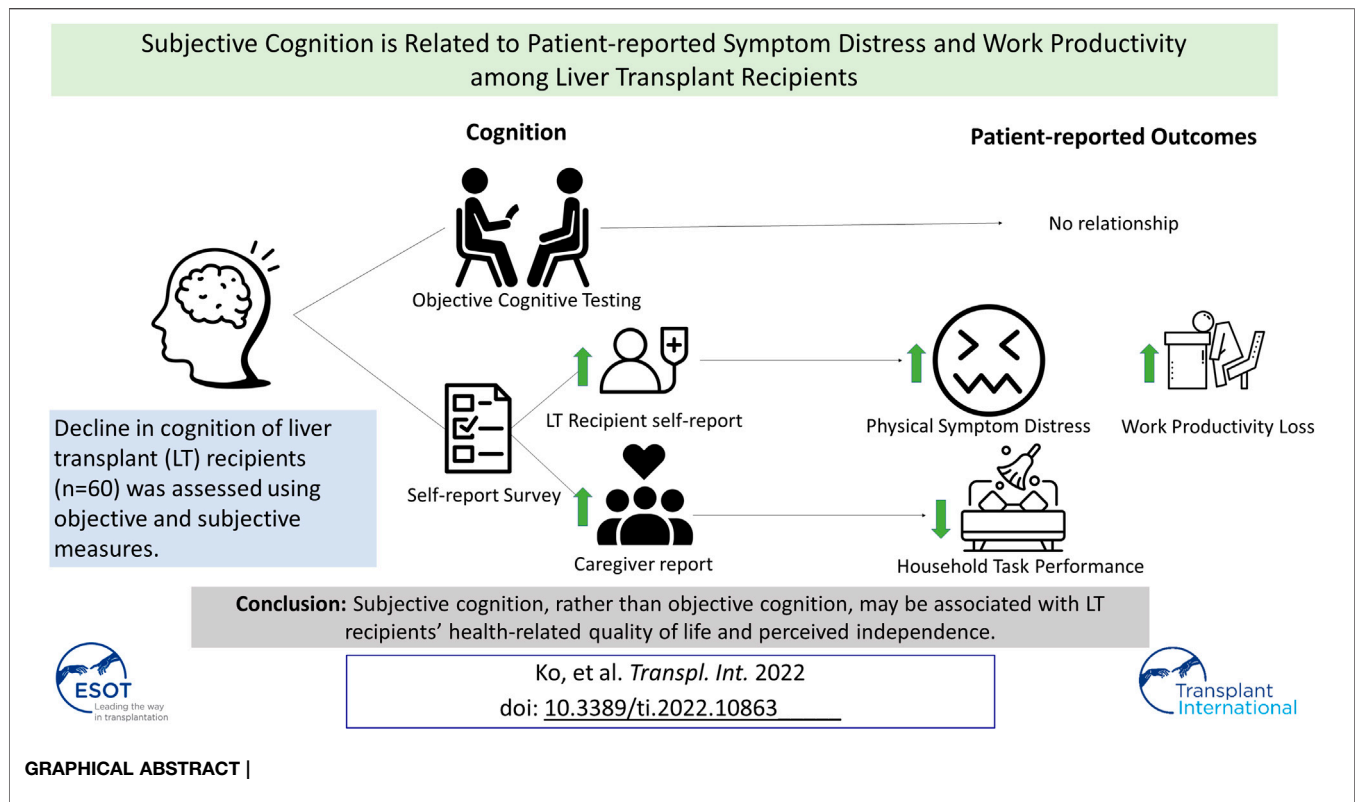 Subjective Cognition is Related to Patient-reported Symptom Distress and Work Productivity
among Liver Transplant Recipients
Cognition
Patient-reported Outcomes
No relationship
Objective Cognitive Testing
LT Recipient self-report
Physical Symptom Distress
Work Productivity Loss
Decline in cognition of liver
transplant (LT) recipients
(n=60) was assessed using
objective and subjective
measures.
Self-report Survey
Caregiver report
Household Task Performance
Conclusion: Subjective cognition, rather than objective cognition, may be associated with LT
recipients’ health-related quality of life and perceived independence.
ESOT
Leading the way
in transplantation
Ko, et al. Transpl. Int. 2022
doi: 10.3389/ti.2022.10863
Transplant
International
GRAPHICAL ABSTRACT |